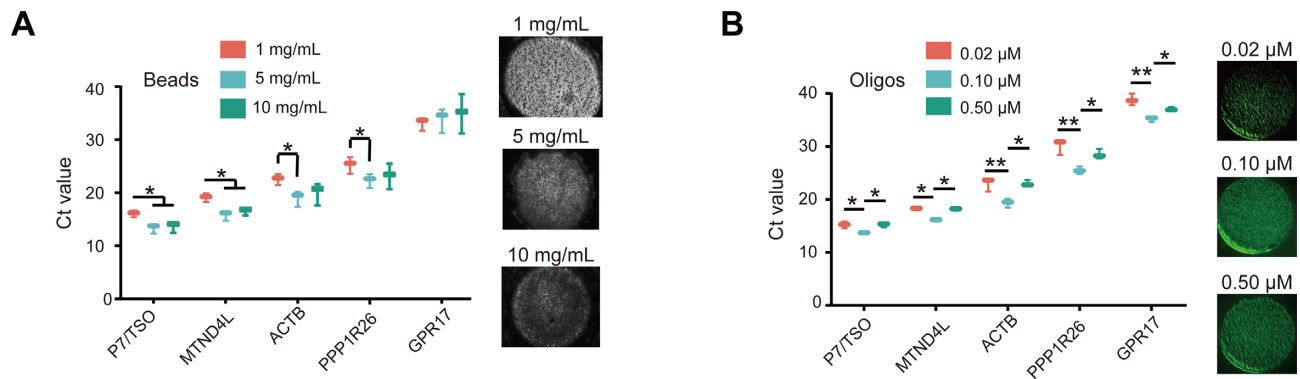 A
Beads
1 mg/mL
5 mg/mL
10 mg/mL
Ct value
40
30
20
10
0
*
*
*
*
P7/TSO
MTND4L
ACTB
PPP1R26
GPR17
1 mg/mL
5 mg/mL
10 mg/mL
B
Oligos
0.02 μM
0.10 μM
0.50 μM
Ct value
40
30
20
10
0
* *
* *
** *
** *
** *
P7/TSO
MTND4L
ACTB
PPP1R26
GPR17
0.02 μM
0.10 μM
0.50 μM